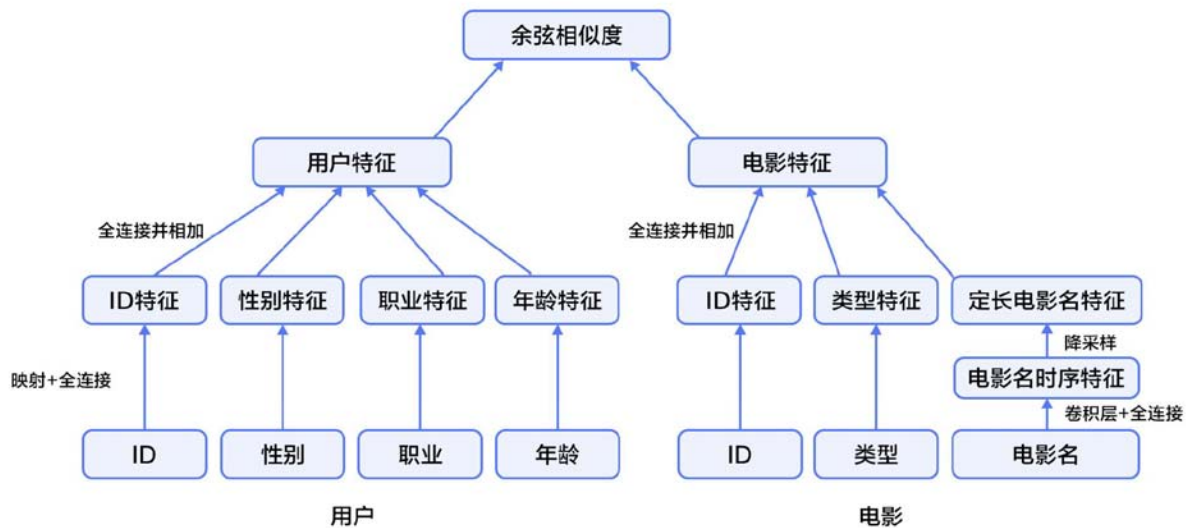 余弦相似度
用户特征
电影特征
全连接并相加
全连接并相加
ID特征
性别特征
职业特征
年龄特征
ID特征
类型特征
定长电影名特征
降采样
映射+全连接
电影名时序特征
卷积层+全连接
ID
性别
职业
年龄
ID
类型
电影名
用户
电影